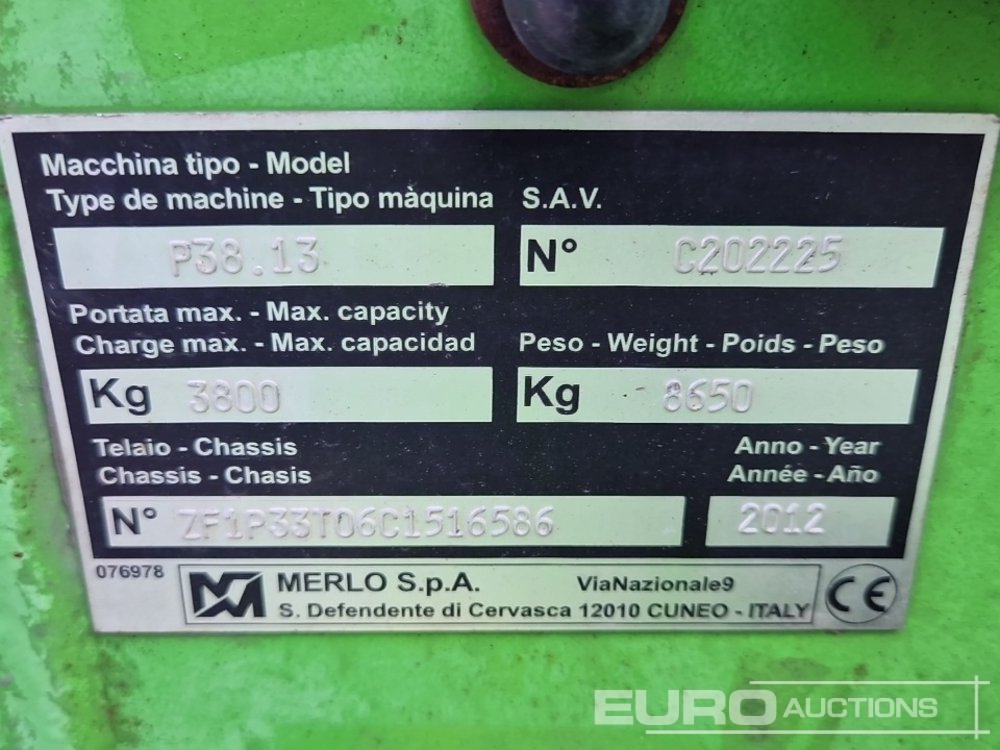 Macchina tipo - Model
Type de machine - Tipo màquina
S.A.V.
P38.13
N° C202225
Portata max. - Max. capacity
Charge max. - Max. capacidad
Peso - Weight - Poids - Peso
Kg 3800
Kg 8650
Telaio - Chassis
Chassis - Chasis
Anno - Year
Année - Año
N° ZF1P33T06C1516586
2012
076978
MERLO S.p.A. ViaNazionale9
S. Defendente di Cervasca 12010 CUNEO - ITALY
CE
EURO AUCTIONS